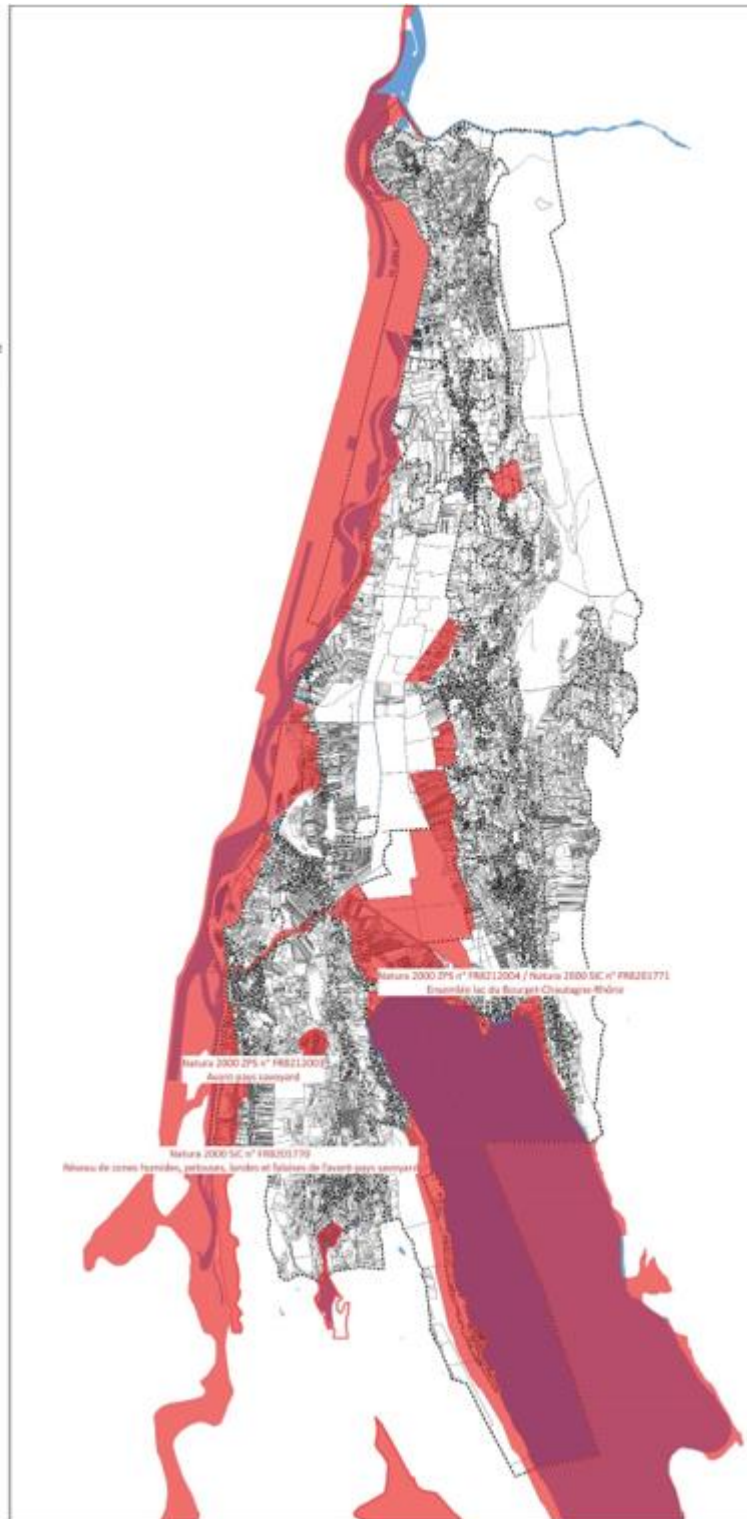 Natura 2000 ZPS n° FR8212004 / Natura 2000 SIC n° FR8201771
Ensemble lac du Bourget-Chautagne-Rhône
Natura 2000 ZPS n° FR8212003
Avant pays savoyard
Natura 2000 SIC n° FR8201770
Réseau de zones humides, pelouses, landes et falaises de l'avant-pays savoyard